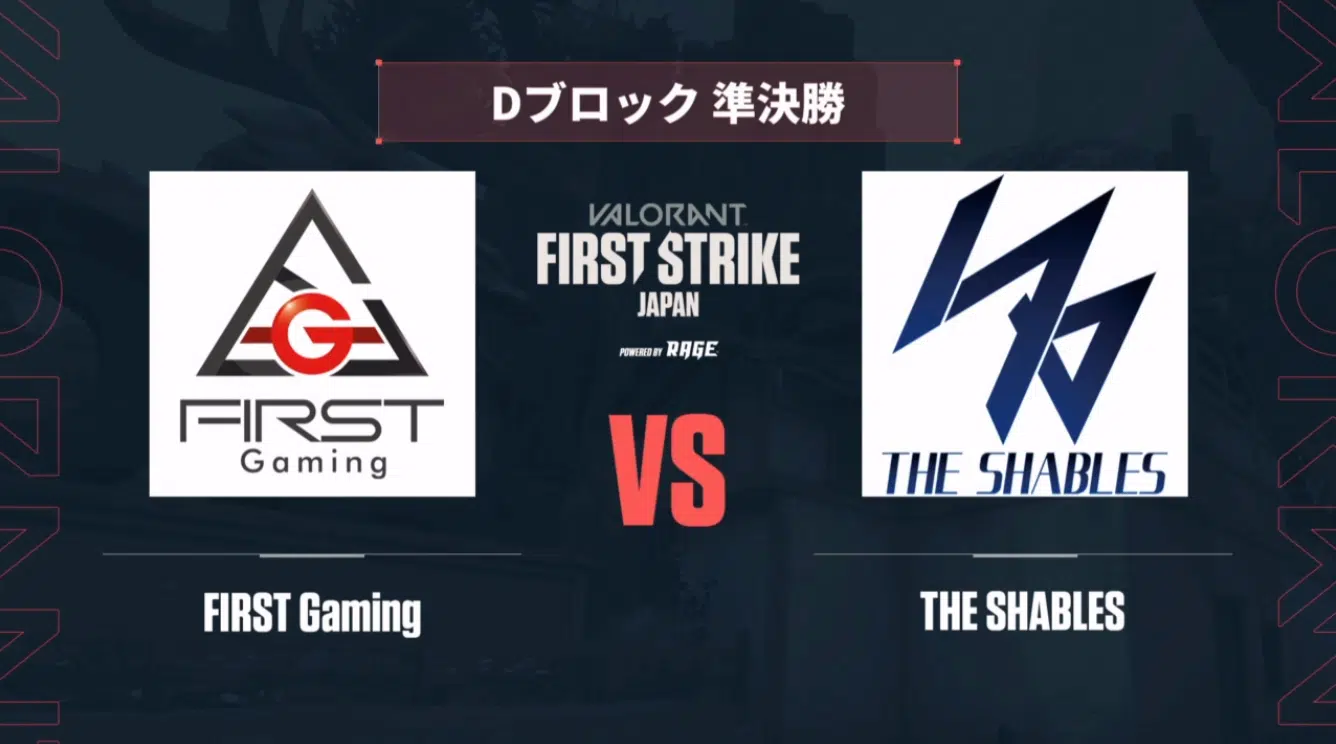 Dブロック 準決勝
VALORANT
FIRST STRIKE
JAPAN
POWERED BY RAGE
G
FIRST
Gaming
THE SHABLES
VS
FIRST Gaming
THE SHABLES